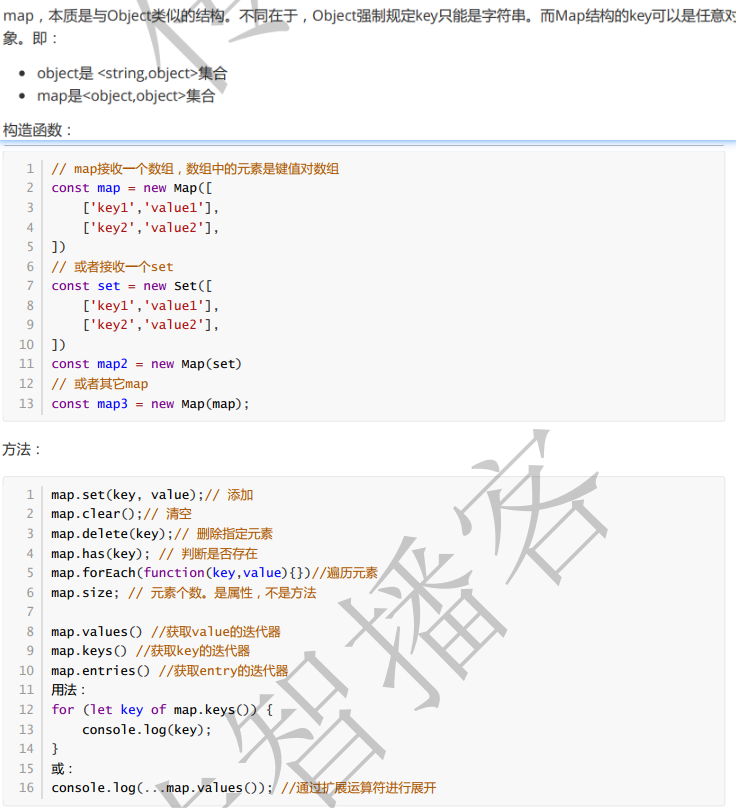 map，本质是与Object类似的结构。不同在于，Object强制规定key只能是字符串。而Map结构的key可以是任意对
象。即：
object是 <string,object>集合
map是<object,object>集合
构造函数：
1 // map接收一个数组，数组中的元素是键值对数组
2 const map = new Map([
3 ['key1','value1'],
4 ['key2','value2'],
5 ])
6 // 或者接收一个set
7 const set = new Set([
8 ['key1','value1'],
9 ['key2','value2'],
10 ])
11 const map2 = new Map(set)
12 // 或者其它map
13 const map3 = new Map(map);
方法：
1 map.set(key, value);// 添加
2 map.clear();// 清空
3 map.delete(key);// 删除指定元素
4 map.has(key); // 判断是否存在
5 map.forEach(function(key,value){})//遍历元素
6 map.size; // 元素个数。是属性，不是方法
7
8 map.values() //获取value的迭代器
9 map.keys() //获取key的迭代器
10 map.entries() //获取entry的迭代器
11 用法：
12 for (let key of map.keys()) {
13 console.log(key);
14 }
15 或：
16 console.log(...map.values()); //通过扩展运算符进行展开
智播客